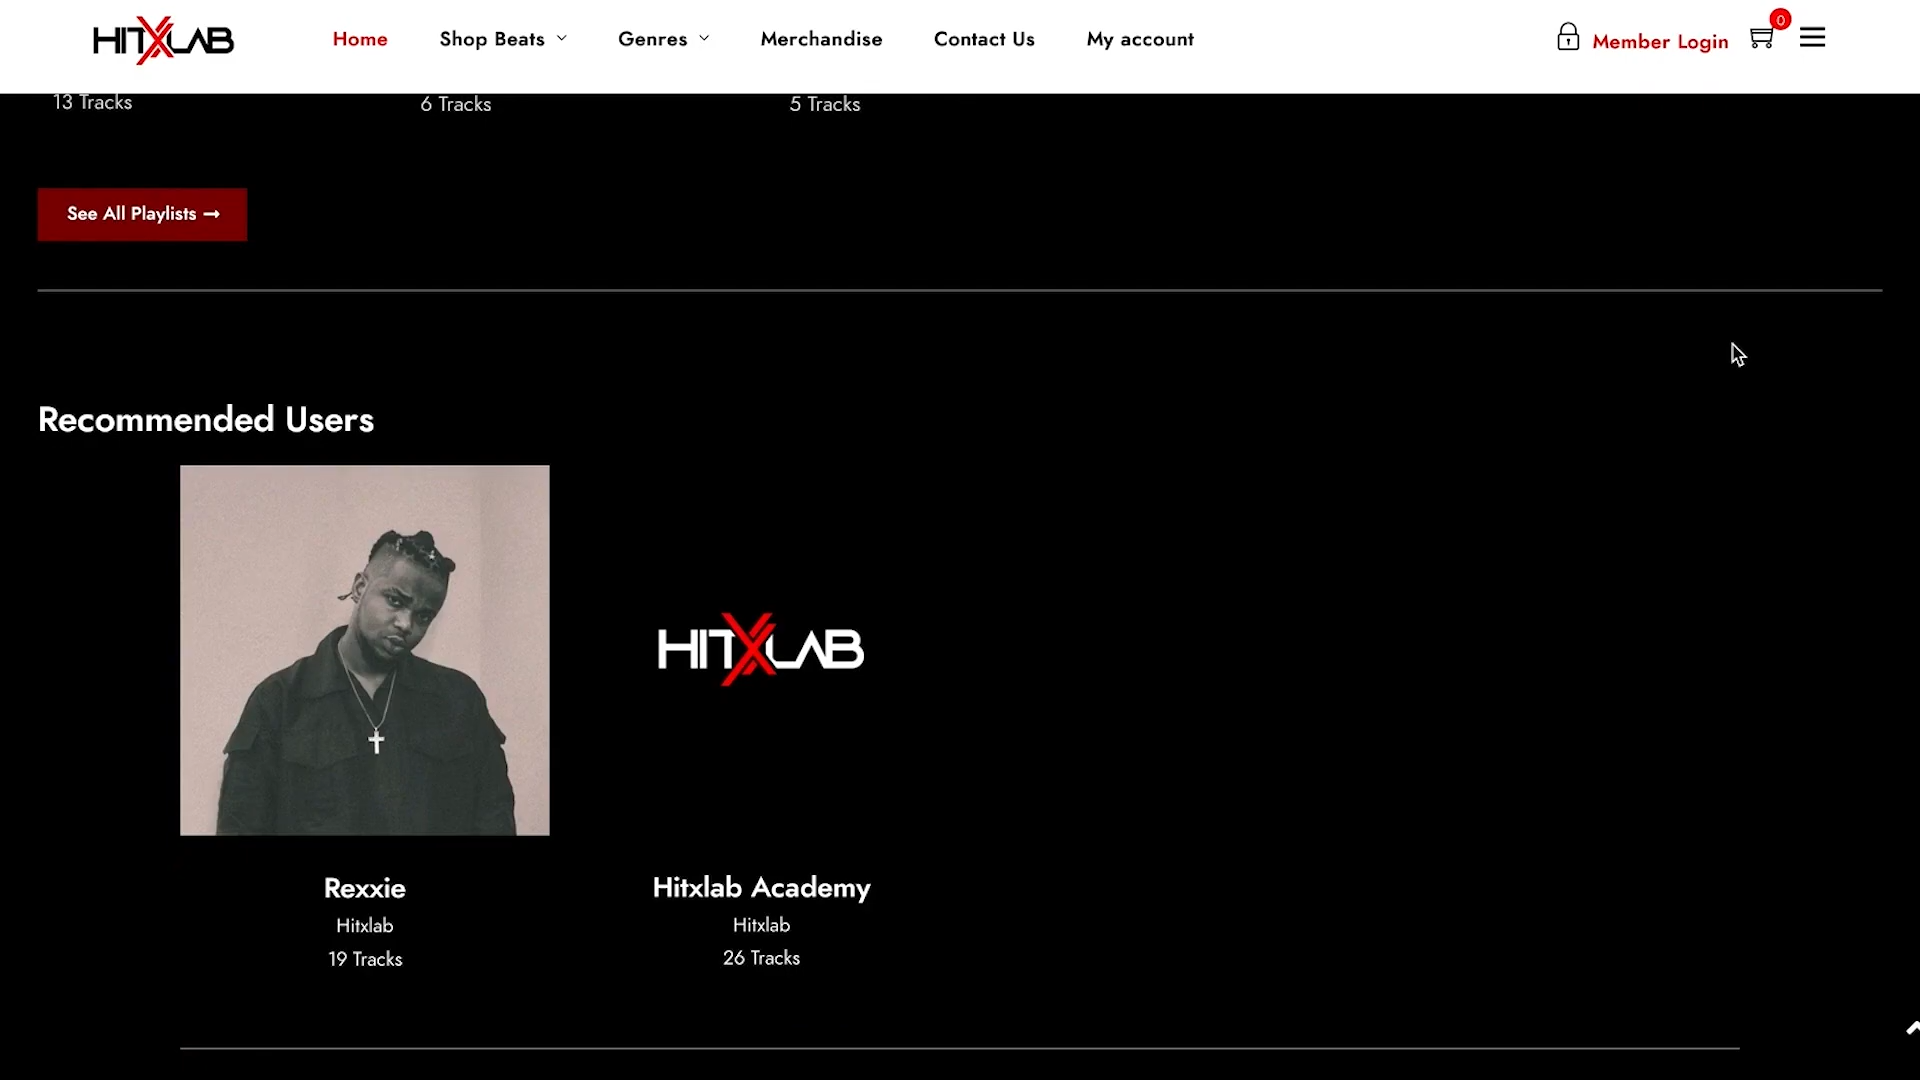 HITXLAB
Home
Shop Beats
Genres
Merchandise
Contact Us
My account
Member Login
0
13 Tracks
6 Tracks
5 Tracks
See All Playlists →
Recommended Users
HITXLAB
Rexxie
Hitxlab
19 Tracks
Hitxlab Academy
Hitxlab
26 Tracks